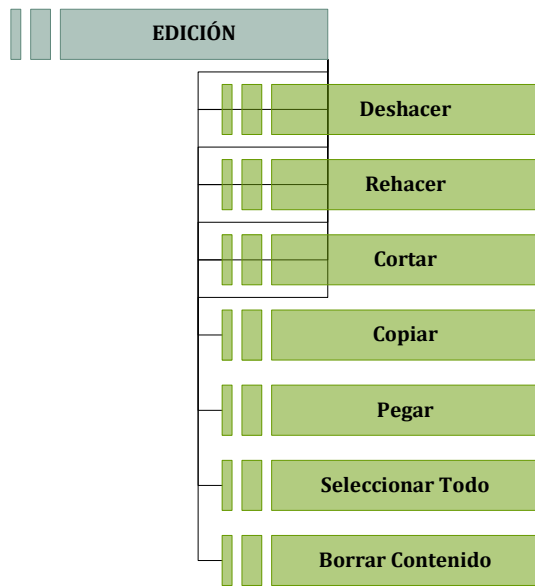 EDICIÓN
Deshacer
Rehacer
Cortar
Copiar
Pegar
Seleccionar Todo
Borrar Contenido